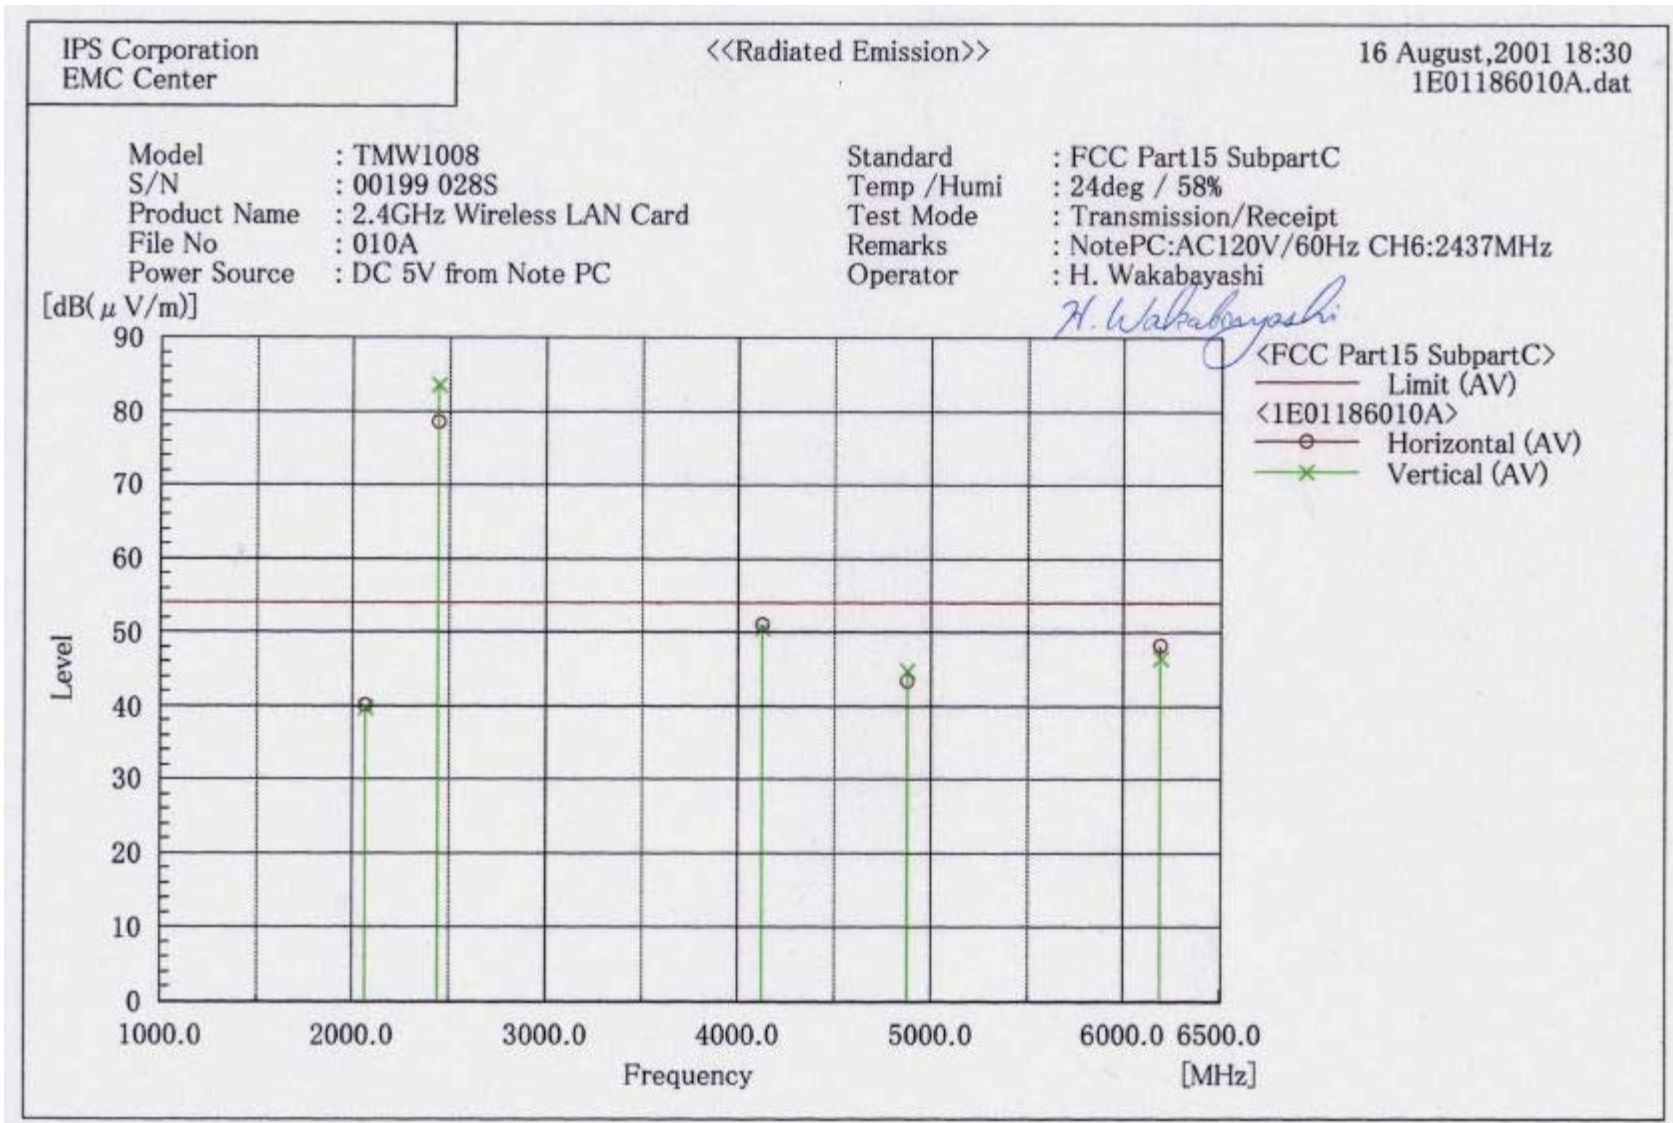 IPS Corporation
EMC Center
<<Radiated Emission>>
16 August,2001 18:30
1E01186010A.dat
Model : TMW1008
S/N : 00199 028S
Product Name : 2.4GHz Wireless LAN Card
File No : 010A
Power Source : DC 5V from Note PC
Standard : FCC Part15 SubpartC
Temp /Humi : 24deg / 58%
Test Mode : Transmission/Receipt
Remarks : NotePC:AC120V/60Hz CH6:2437MHz
Operator : H. Wakabayashi
H. Wakabayashi
[dB(μ V/m)]
90
80
70
60
50
40
30
20
10
0
Level
<FCC Part15 SubpartC>
Limit (AV)
<1E01186010A>
Horizontal (AV)
Vertical (AV)
1000.0 2000.0 3000.0 4000.0 5000.0 6000.0 6500.0
Frequency [MHz]